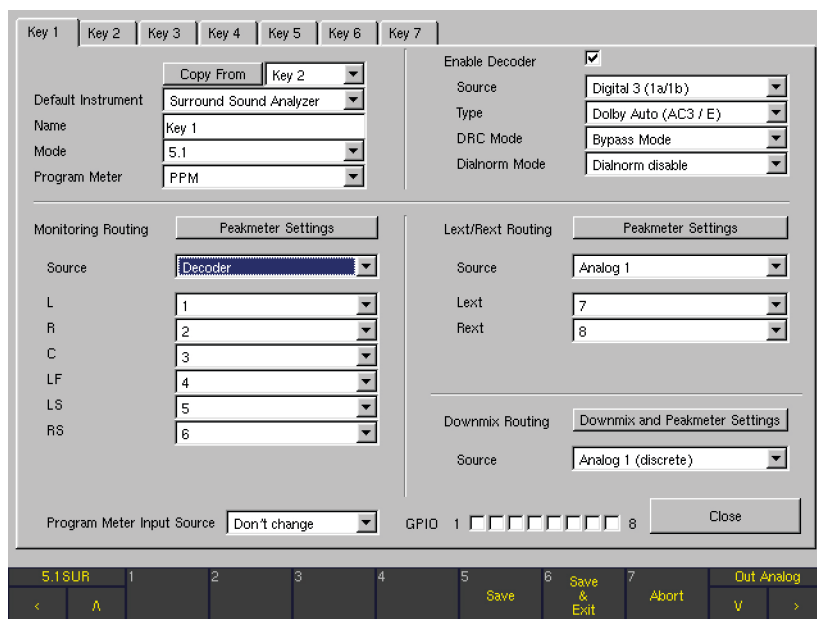 Key 1 Key 2 Key 3 Key 4 Key 5 Key 6 Key 7
Copy From Key 2
Default Instrument Surround Sound Analyzer
Name Key 1
Mode 5.1
Program Meter PPM
Enable Decoder
Source Digital 3 (1a/1b)
Type Dolby Auto (AC3 / E)
DRC Mode Bypass Mode
Dialnorm Mode Dialnorm disable
Monitoring Routing Peakmeter Settings
Source Decoder
L 1
R 2
C 3
LF 4
LS 5
RS 6
Lext/Rext Routing Peakmeter Settings
Source Analog 1
Lext 7
Rext 8
Downmix Routing Downmix and Peakmeter Settings
Source Analog 1 (discrete)
Program Meter Input Source Don't change
GPIO 1 8
Close
5.1SUR 1 2 3 4 5 Save 6 Save & Exit 7 Abort Out Analog
< Λ V >